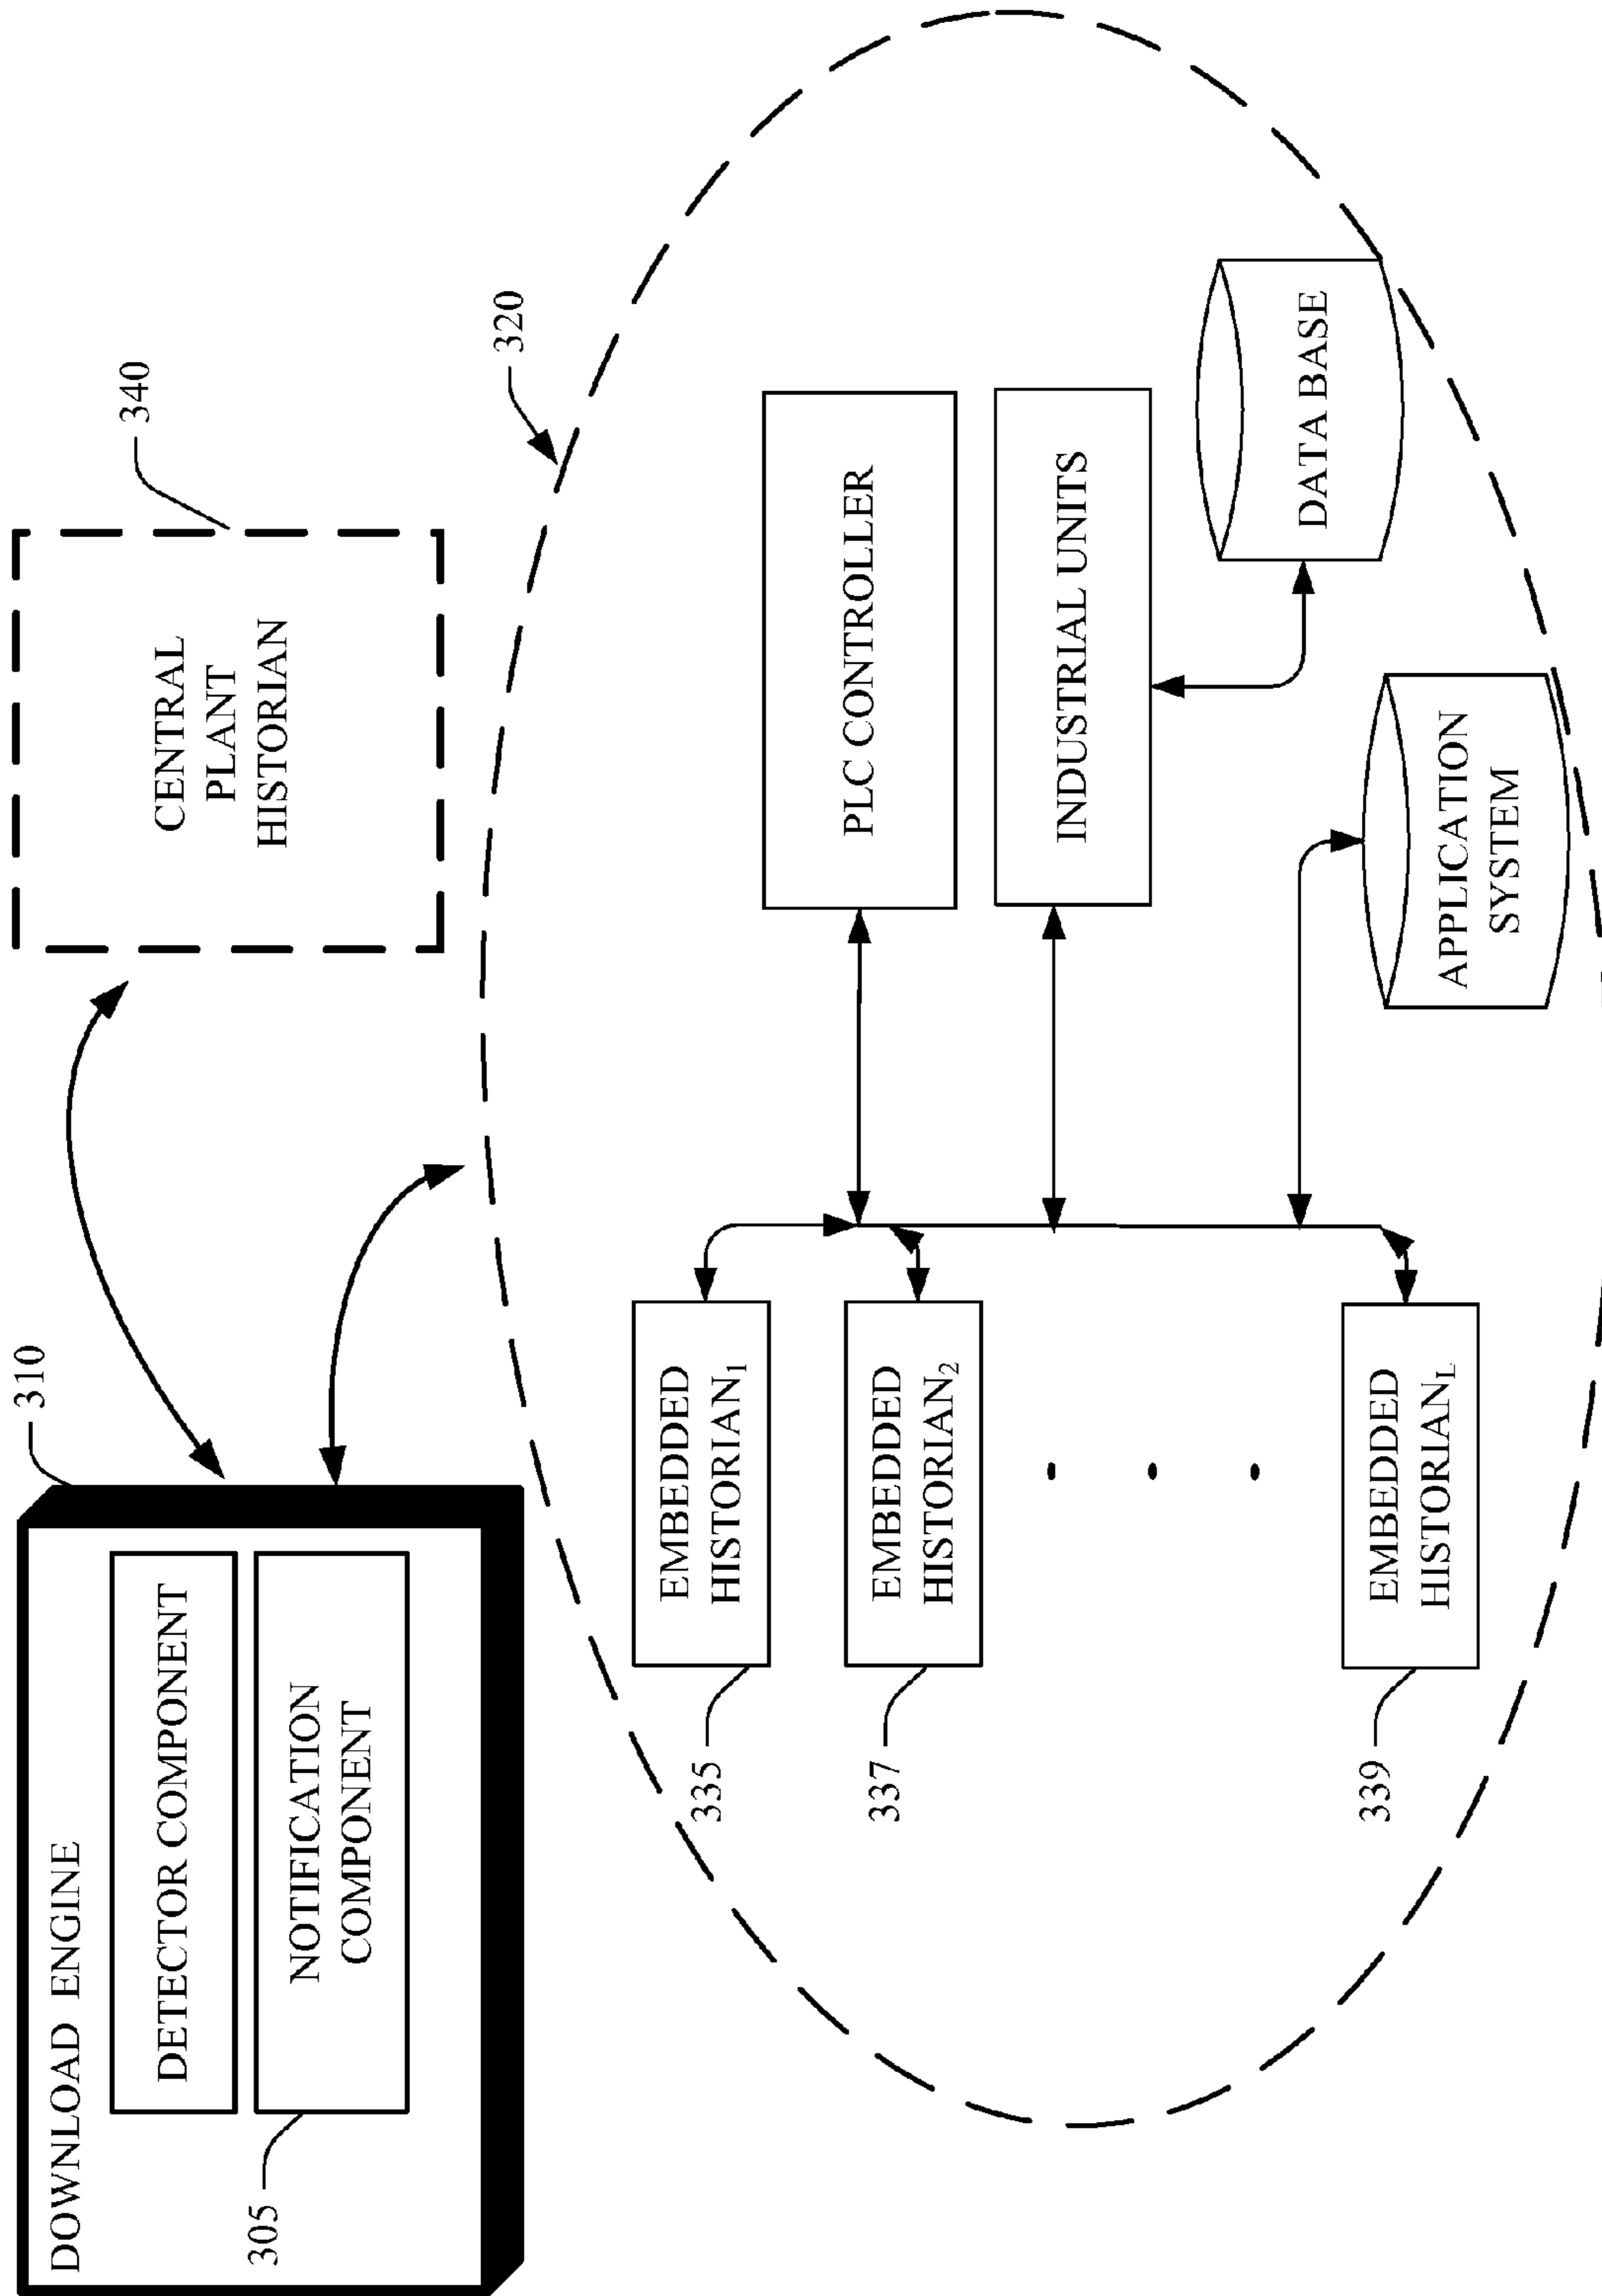 DOWNLOAD ENGINE
DETECTOR COMPONENT
NOTIFICATION
COMPONENT
305
310
CENTRAL
PLANT
HISTORIAN
340
320
EMBEDDED
HISTORIAN₁
335
EMBEDDED
HISTORIAN₂
337
EMBEDDED
HISTORIANL
339
PLC CONTROLLER
INDUSTRIAL UNITS
DATA BASE
APPLICATION
SYSTEM